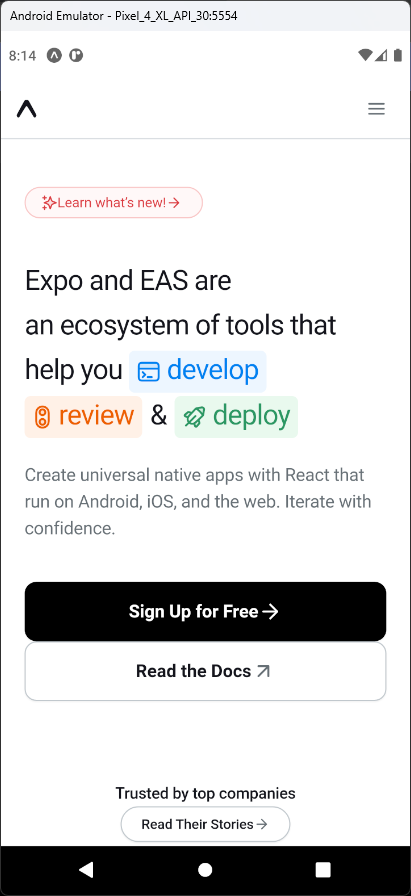 Android Emulator - Pixel_4_XL_API_30:5554
8:14
Learn what's new!
Expo and EAS are
an ecosystem of tools that
help you develop
review & deploy
Create universal native apps with React that
run on Android, iOS, and the web. Iterate with
confidence.
Sign Up for Free
Read the Docs
Trusted by top companies
Read Their Stories